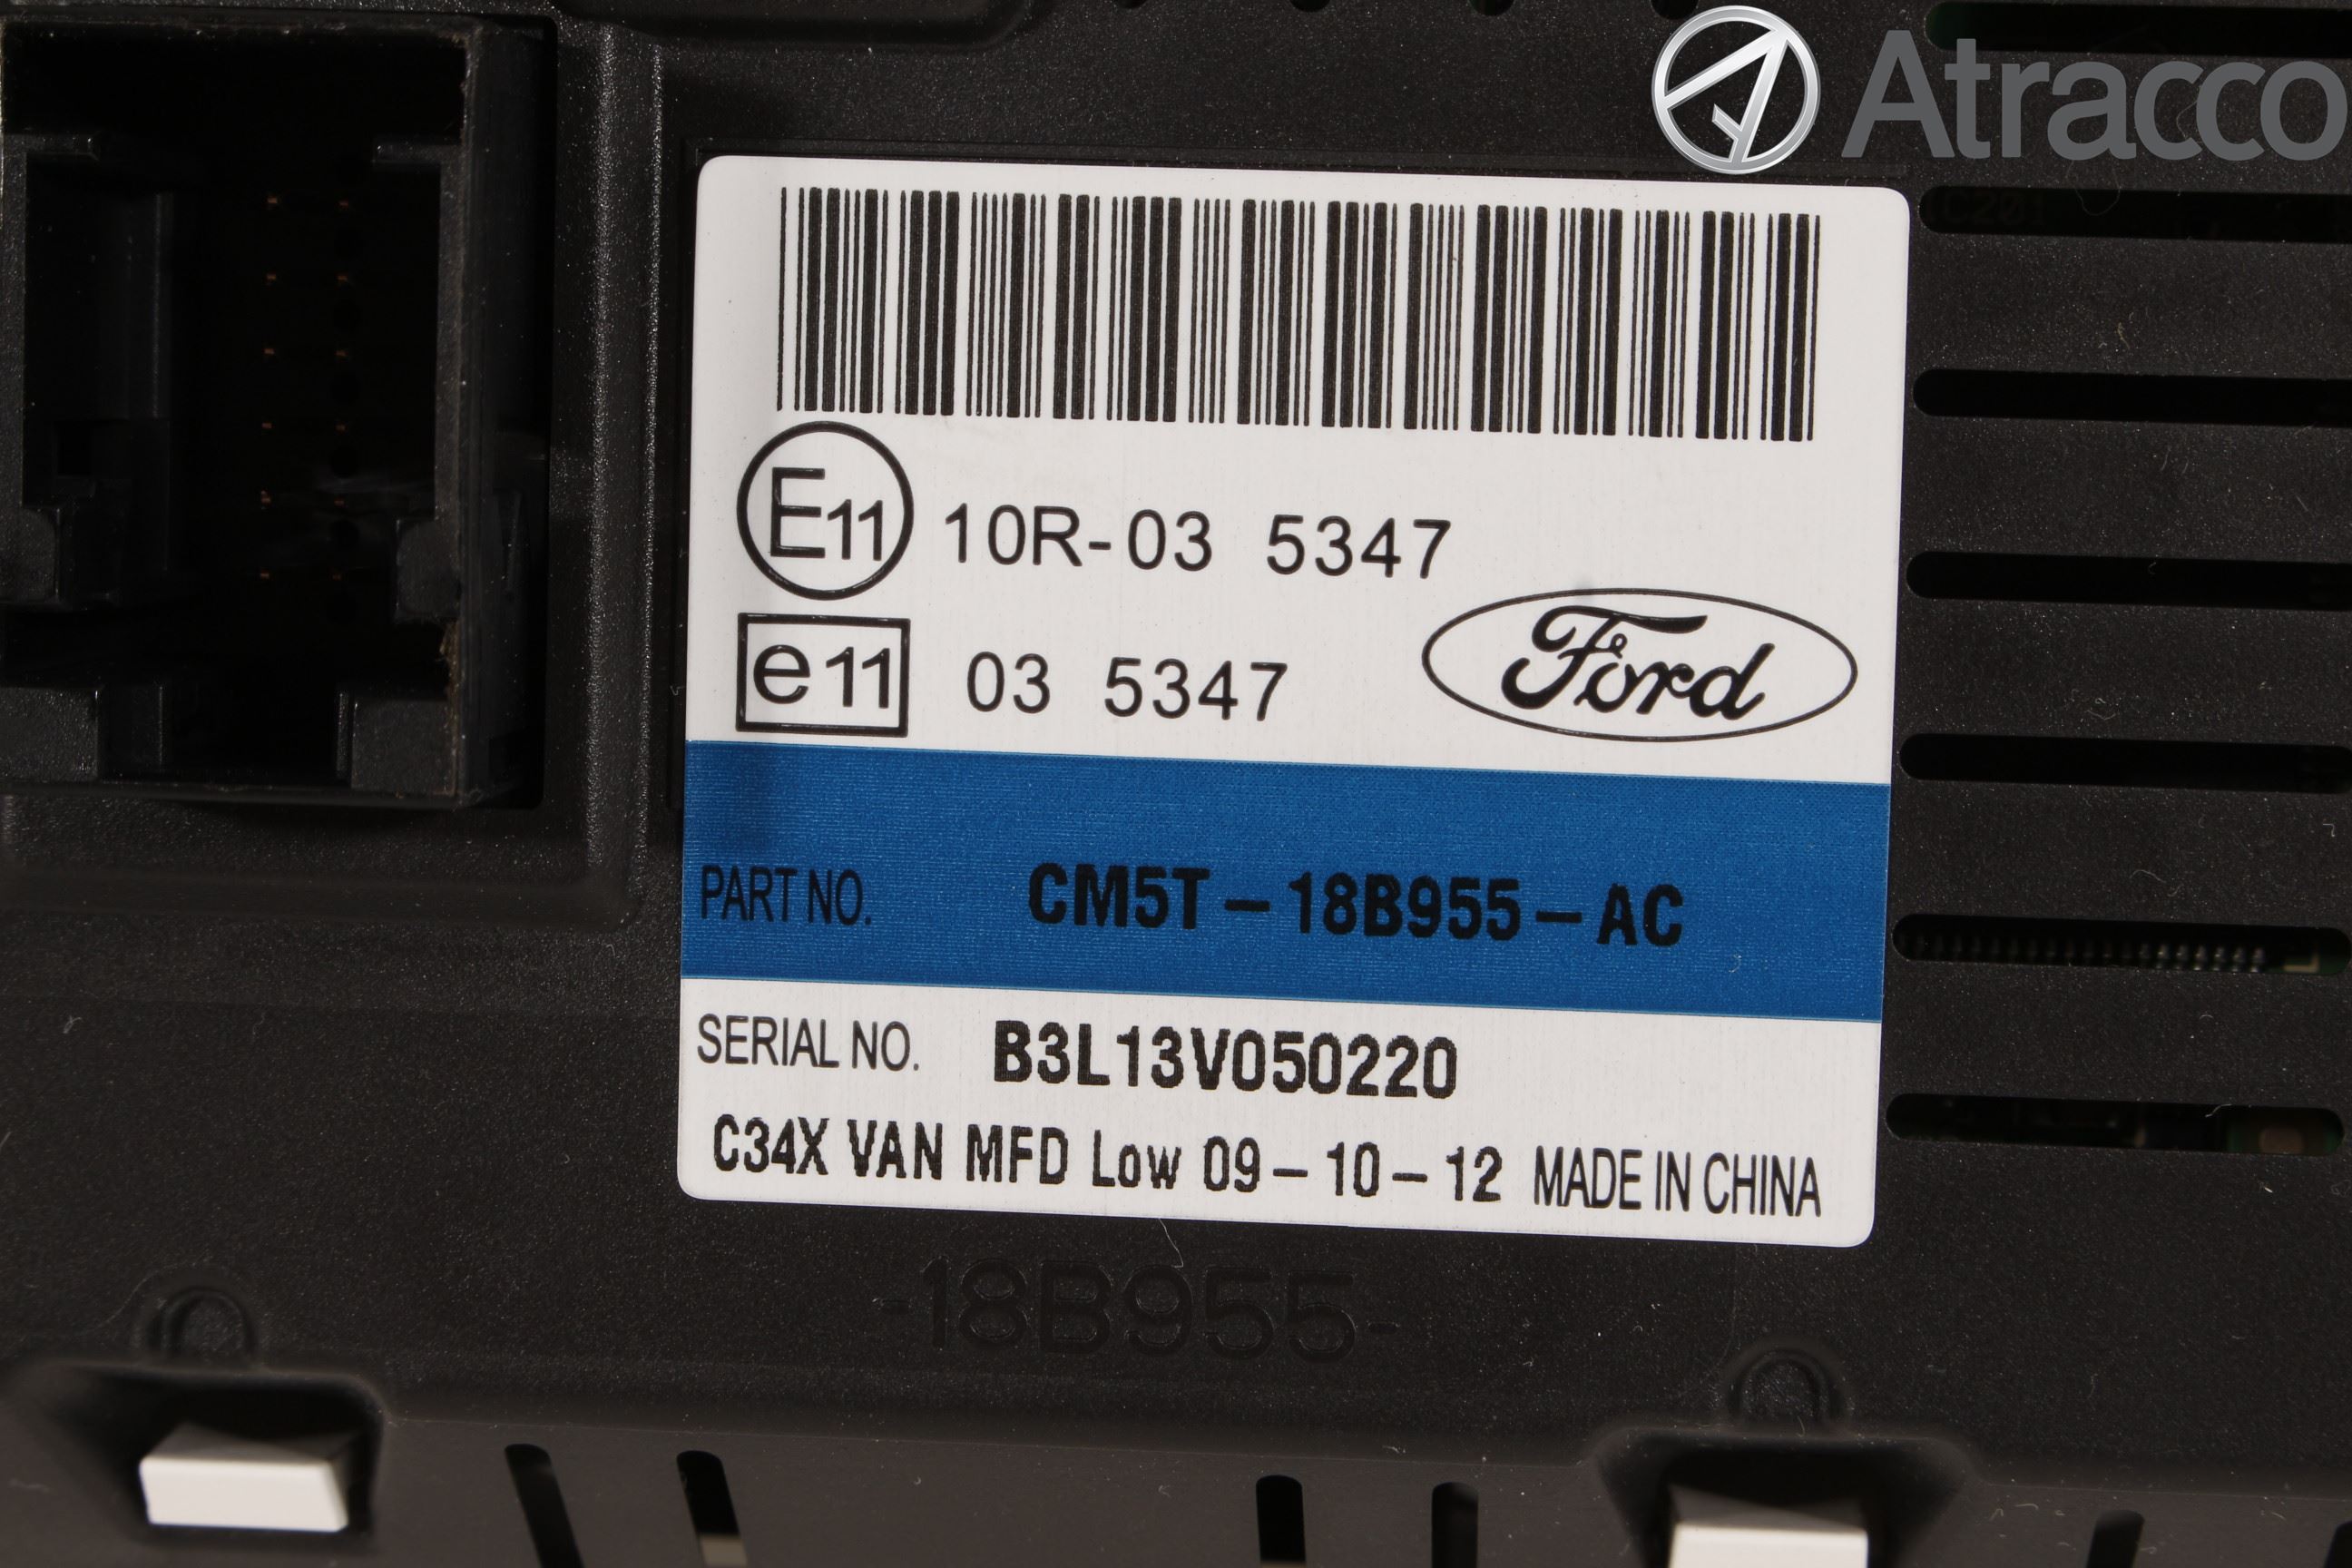 Atracco
C201
E11 10R-03 5347
e11 03 5347
Ford
PART NO. CM5T-18B955-AC
SERIAL NO. B3L13V050220
C34X VAN MFD Low 09-10-12 MADE IN CHINA
-18B955-